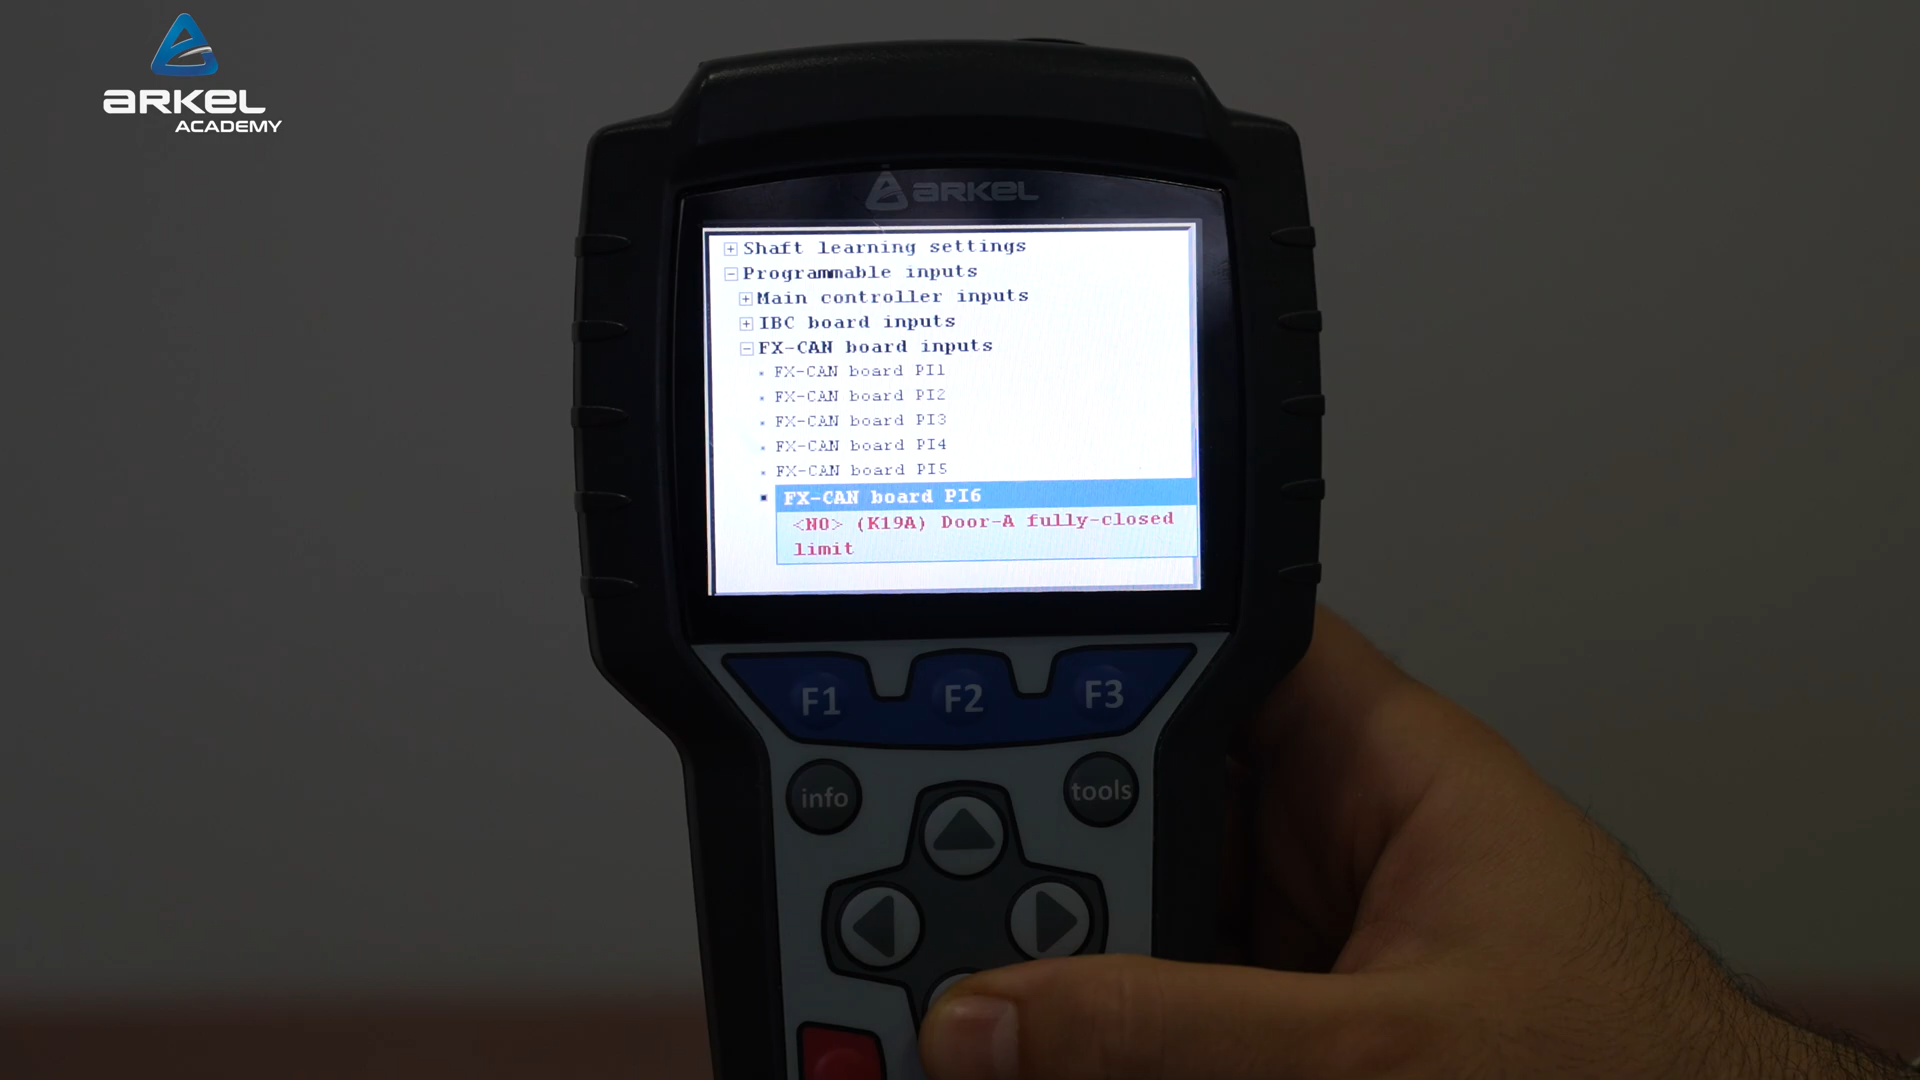 ARKEL
ACADEMY
ARKEL
Shaft learning settings
Programmable inputs
Main controller inputs
IBC board inputs
FX-CAN board inputs
FX-CAN board PI1
FX-CAN board PI2
FX-CAN board PI3
FX-CAN board PI4
FX-CAN board PI5
FX-CAN board PI6
<NO> (K19A) Door-A fully-closed
limit
F1 F2 F3
info tools